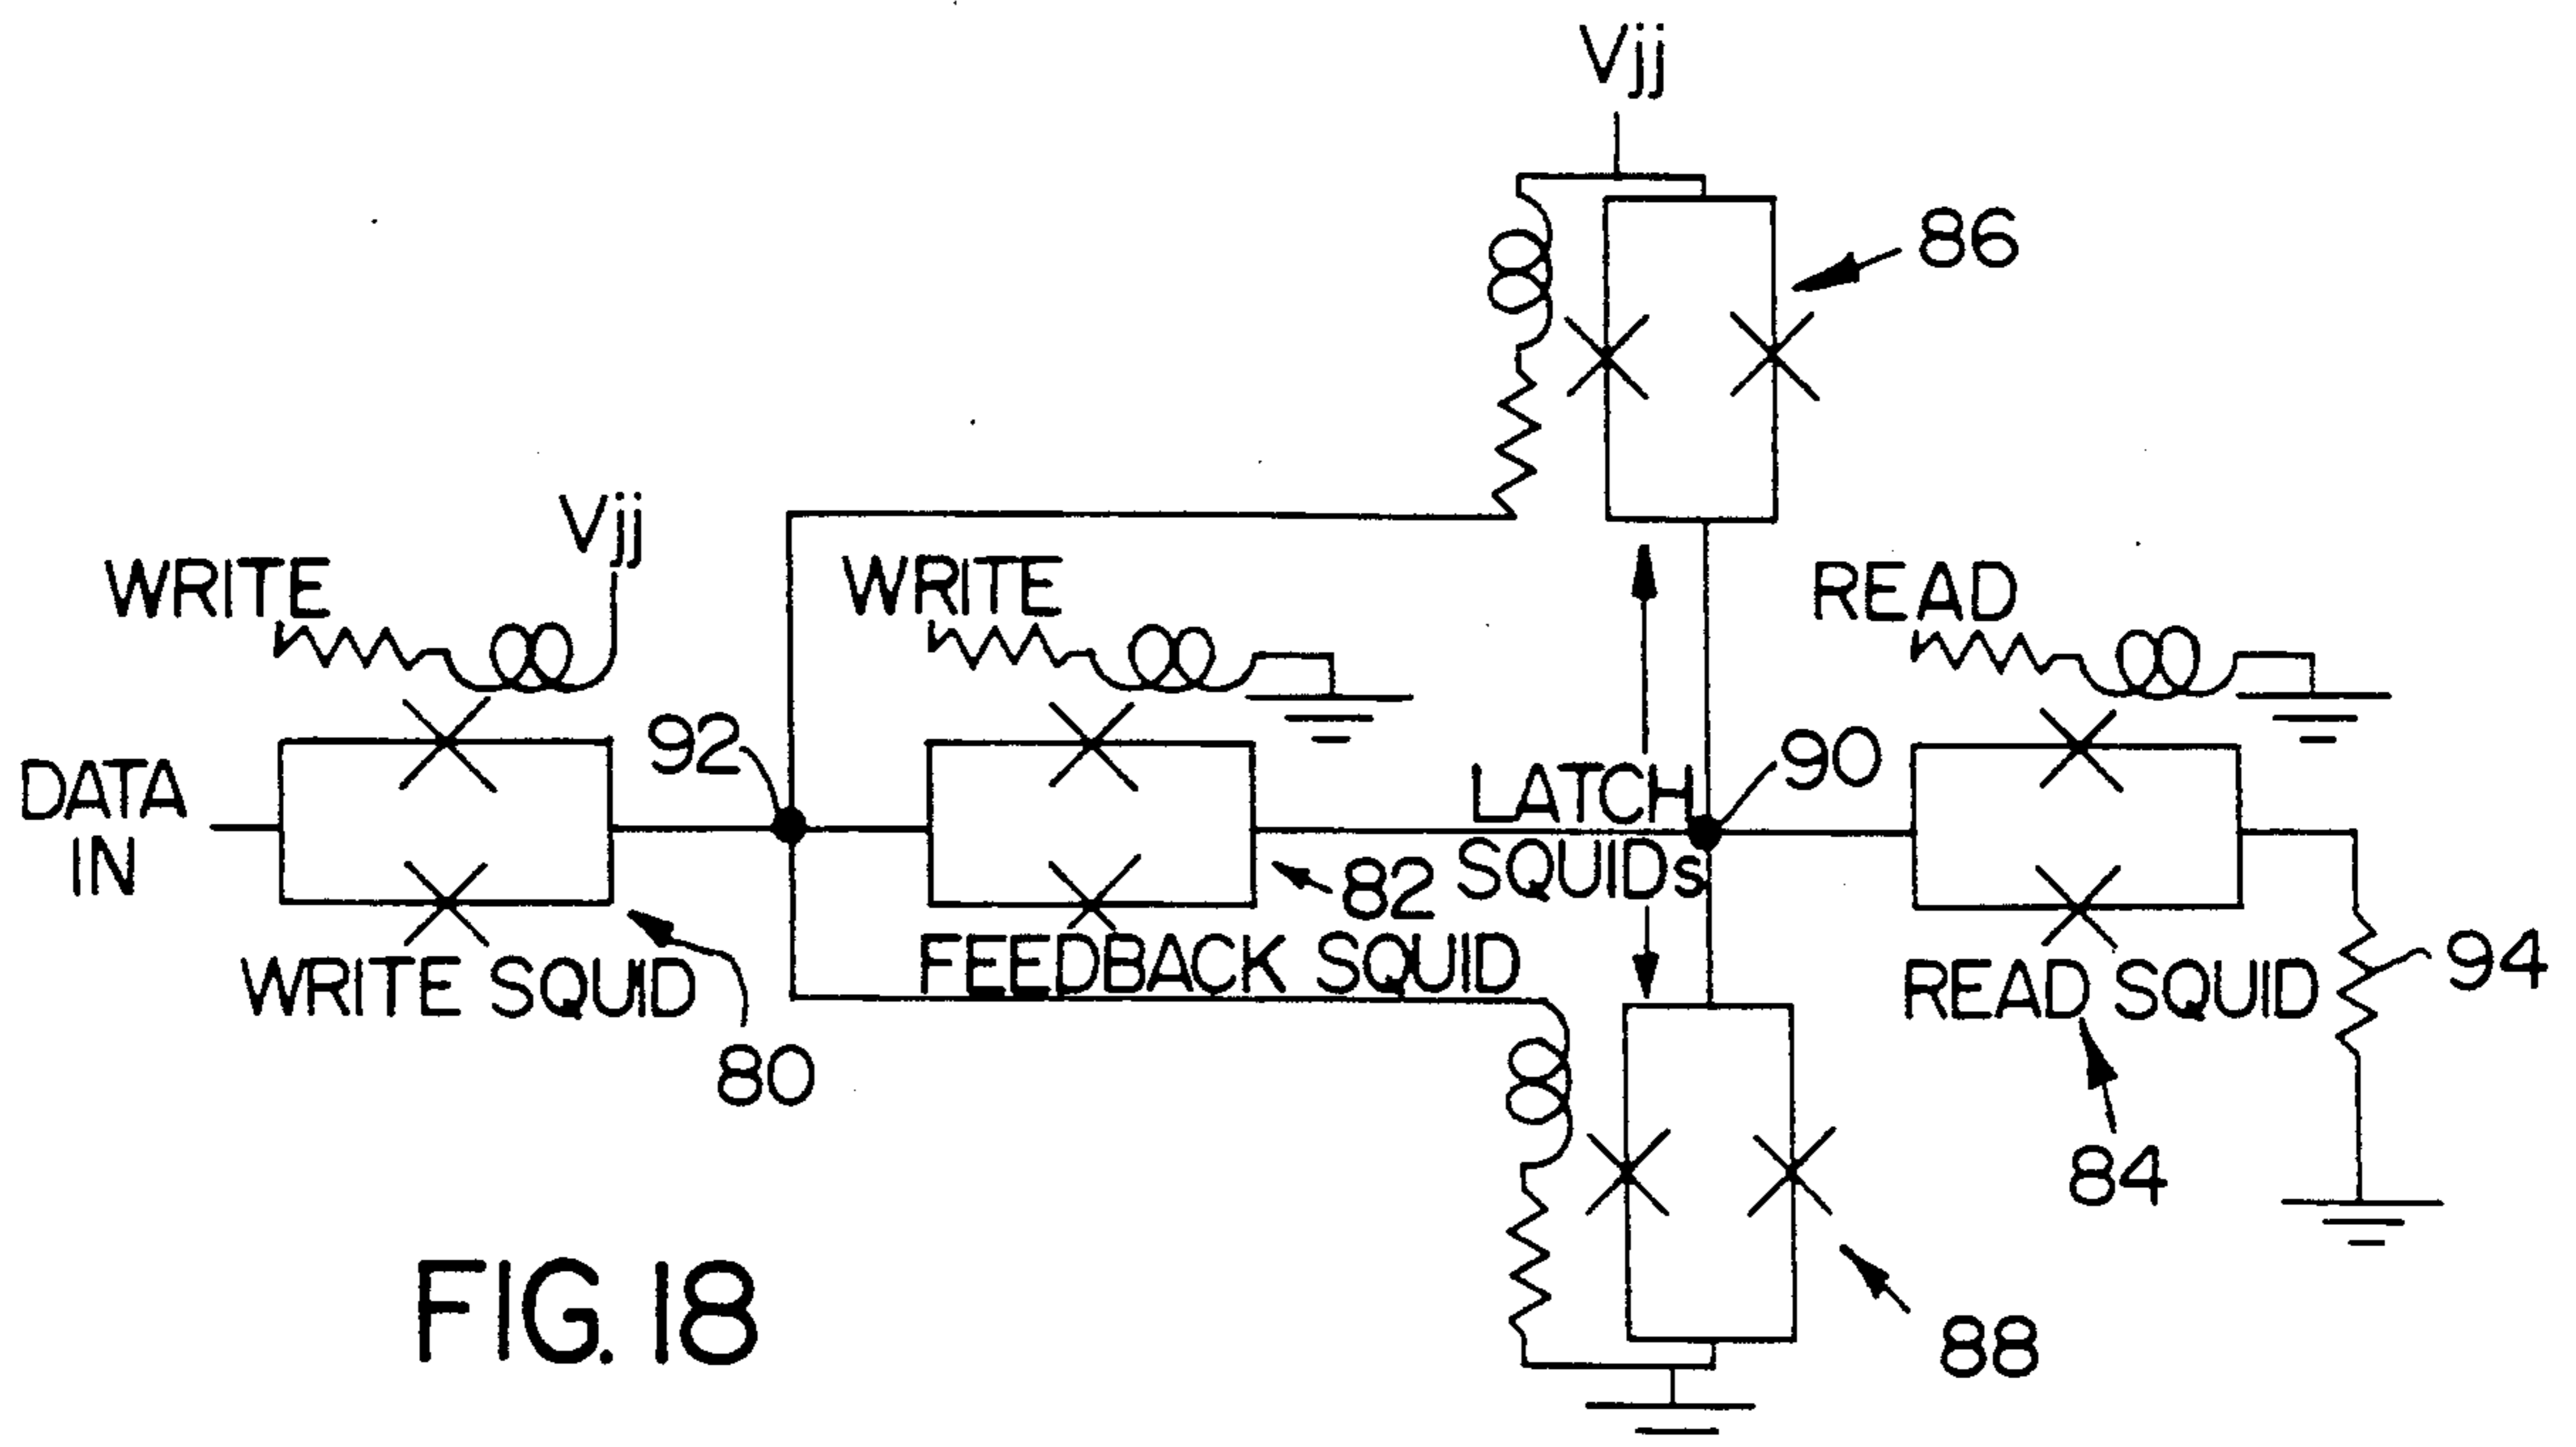 Vjj
86
Vjj
WRITE
WRITE
READ
92
90
DATA
IN
LATCH
SQUIDs
82
FEEDBACK SQUID
WRITE SQUID
READ SQUID
94
80
84
88
FIG. 18